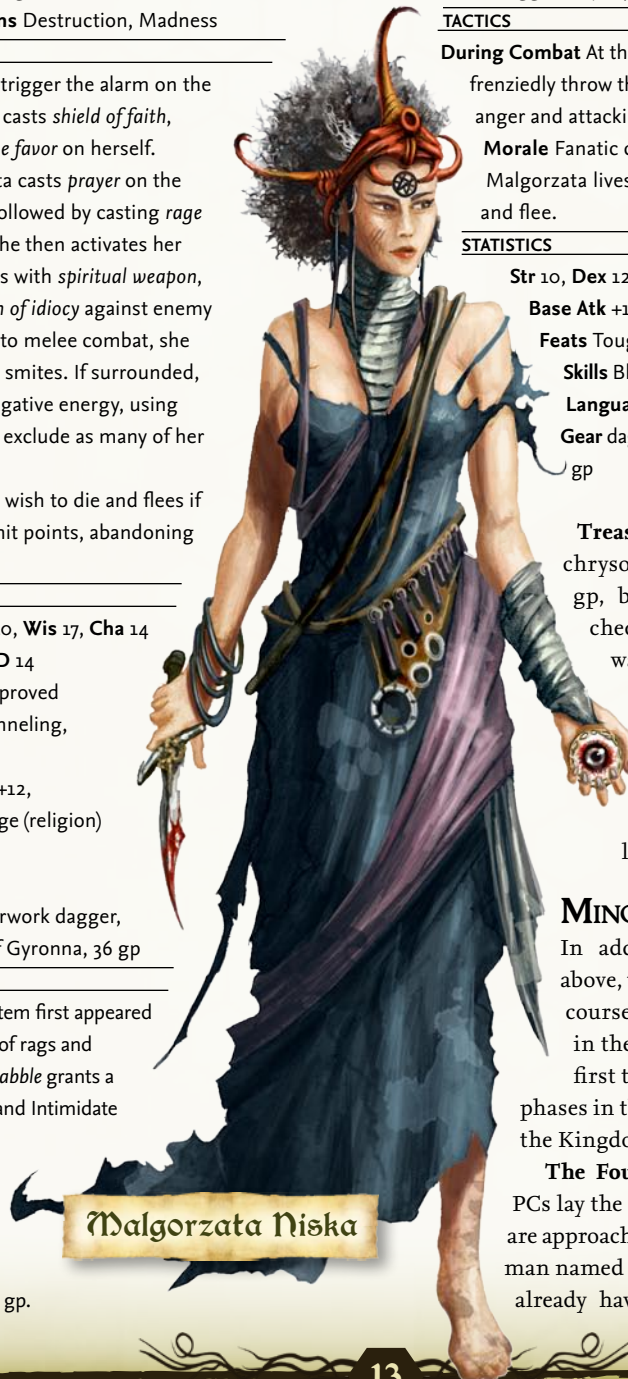 ns Destruction, Madness
trigger the alarm on the
casts shield of faith,
e favor on herself.
ta casts prayer on the
ollowed by casting rage
he then activates her
s with spiritual weapon,
h of idiocy against enemy
to melee combat, she
smites. If surrounded,
gative energy, using
exclude as many of her
wish to die and flees if
hit points, abandoning
0, Wis 17, Cha 14
D 14
proved
nneling,
+12,
ge (religion)
rwork dagger,
f Gyronna, 36 gp
tem first appeared
of rags and
abble grants a
and Intimidate
gp.
TACTICS
During Combat At th
frenziedly throw th
anger and attacki
Morale Fanatic c
Malgorzata lives
and flee.
STATISTICS
Str 10, Dex 12
Base Atk +1
Feats Toug
Skills Bl
Langua
Gear da
gp
Treas
chryso
gp, b
chee
wa
l
MINO
In add
above, t
course
in the
first t
phases in t
the Kingdo
The Fou
PCs lay the
are approach
man named
already hav
Malgorzata Niska
13